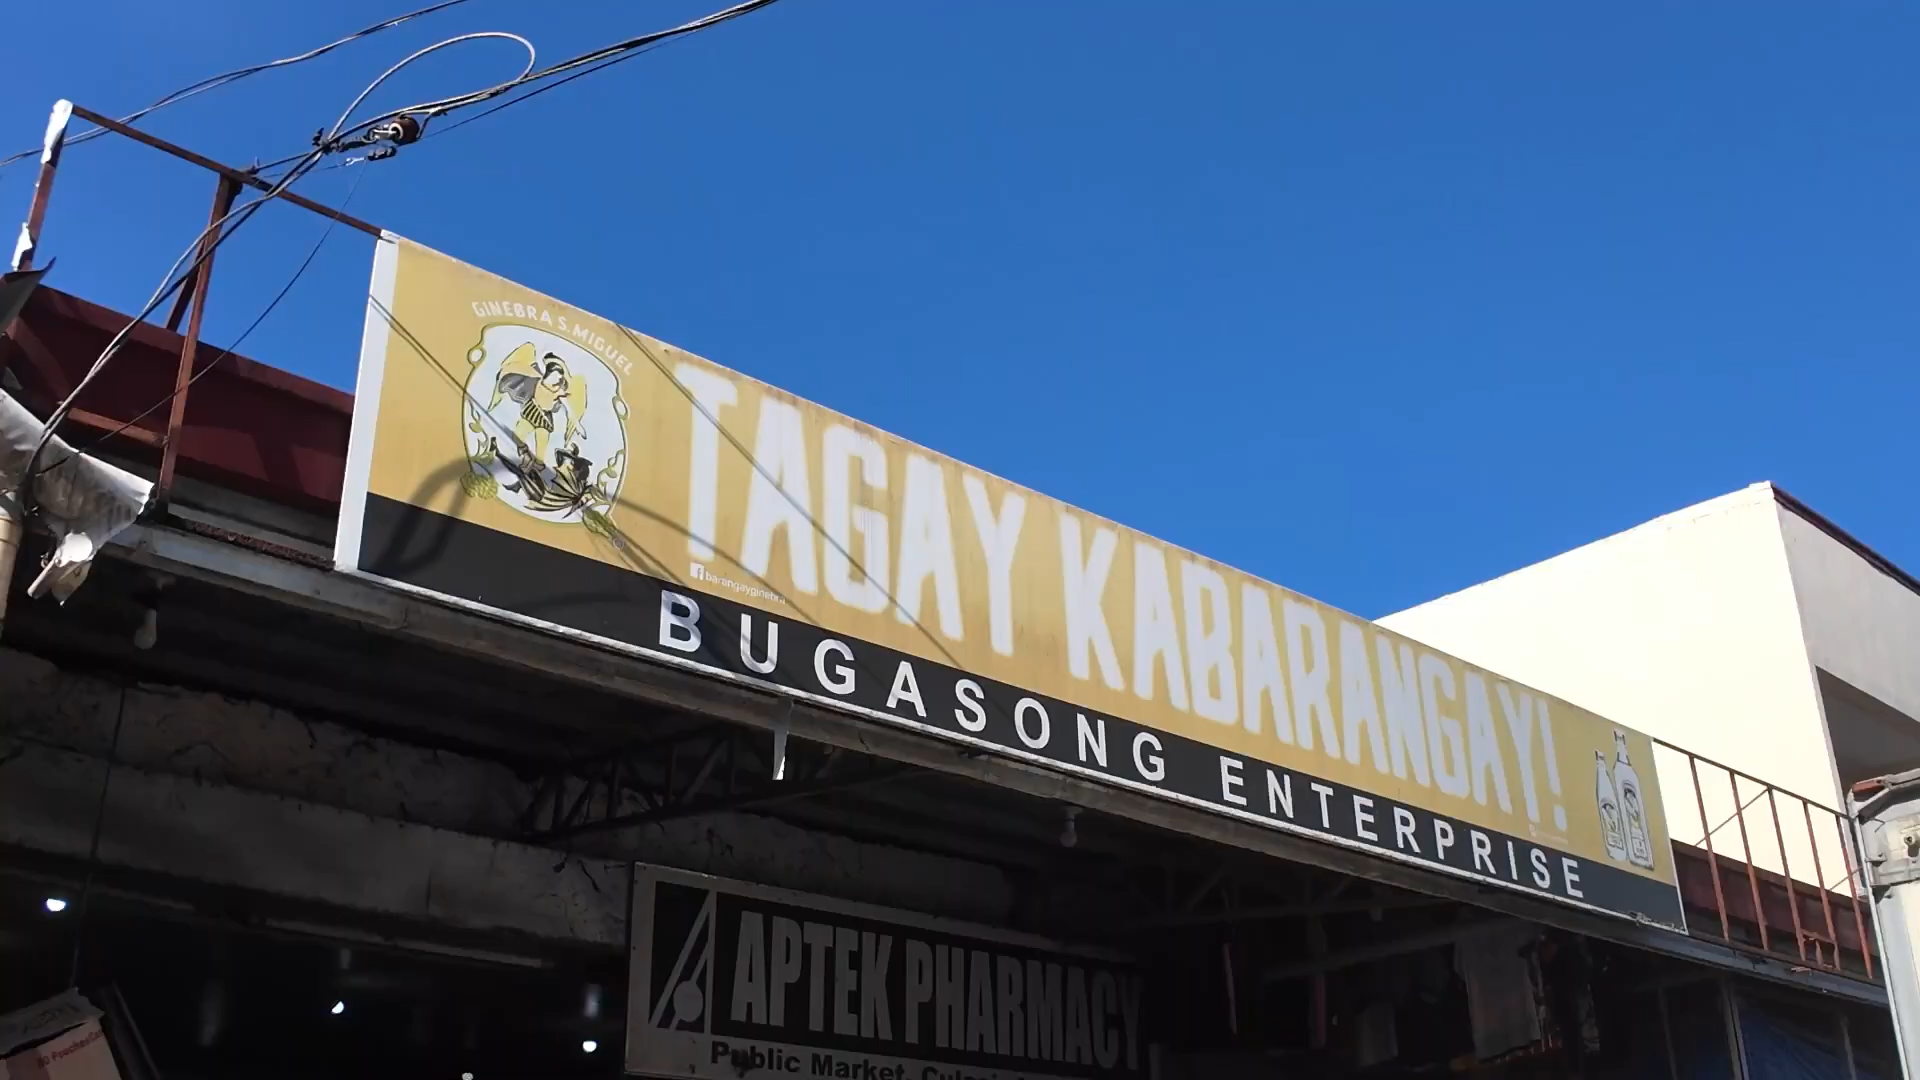 GINEBRA S. MIGUEL
TAGAY KABARANGAY!
barangayginebra
BUGASONG ENTERPRISE
APTEK PHARMACY
Public Market,